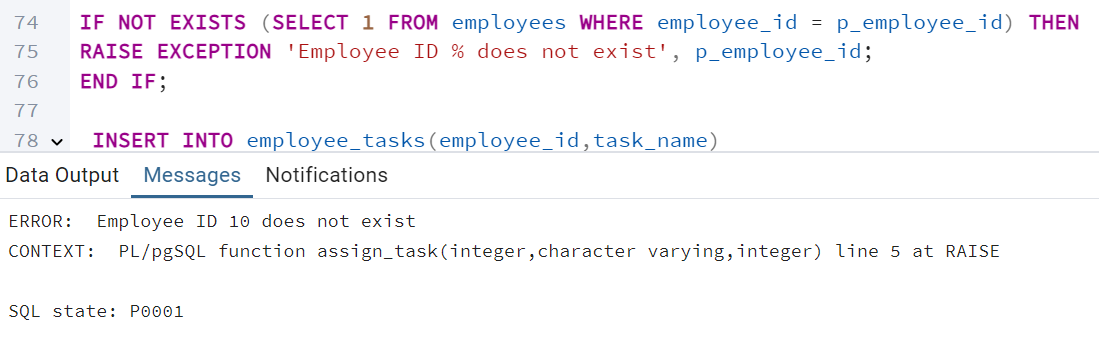 74 IF NOT EXISTS (SELECT 1 FROM employees WHERE employee_id = p_employee_id) THEN
75 RAISE EXCEPTION 'Employee ID % does not exist', p_employee_id;
76 END IF;
77
78 INSERT INTO employee_tasks(employee_id,task_name)
Data Output Messages Notifications
ERROR:  Employee ID 10 does not exist
CONTEXT:  PL/pgSQL function assign_task(integer,character varying,integer) line 5 at RAISE
SQL state: P0001